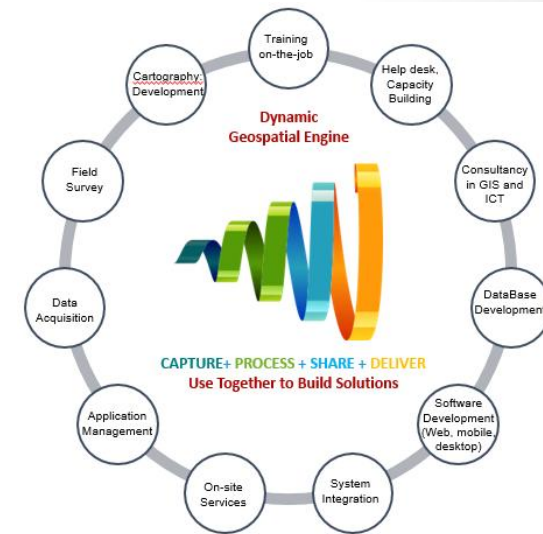 Training
on-the-job
Help desk,
Capacity
Building
Consultancy
in GIS and
ICT
DataBase
Development
Software
Development
(Web, mobile,
desktop)
System
Integration
On-site
Services
Application
Management
Data
Acquisition
Field
Survey
Cartography:
Development
Dynamic
Geospatial Engine
CAPTURE+ PROCESS + SHARE + DELIVER
Use Together to Build Solutions